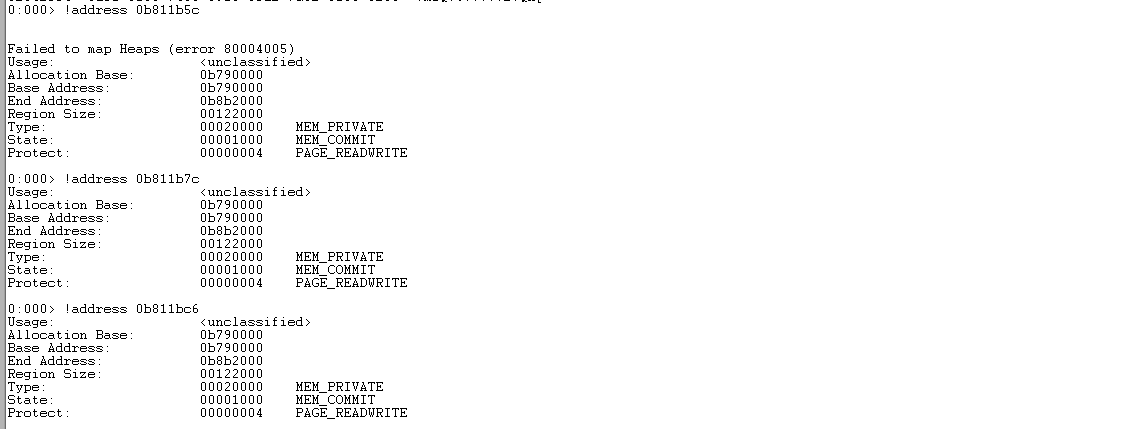 0:000> !address 0b811b5c
Failed to map Heaps (error 80004005)
Usage: <unclassified>
Allocation Base: 0b790000
Base Address: 0b790000
End Address: 0b8b2000
Region Size: 00122000
Type: 00020000 MEM_PRIVATE
State: 00001000 MEM_COMMIT
Protect: 00000004 PAGE_READWRITE
0:000> !address 0b811b7c
Usage: <unclassified>
Allocation Base: 0b790000
Base Address: 0b790000
End Address: 0b8b2000
Region Size: 00122000
Type: 00020000 MEM_PRIVATE
State: 00001000 MEM_COMMIT
Protect: 00000004 PAGE_READWRITE
0:000> !address 0b811bc6
Usage: <unclassified>
Allocation Base: 0b790000
Base Address: 0b790000
End Address: 0b8b2000
Region Size: 00122000
Type: 00020000 MEM_PRIVATE
State: 00001000 MEM_COMMIT
Protect: 00000004 PAGE_READWRITE